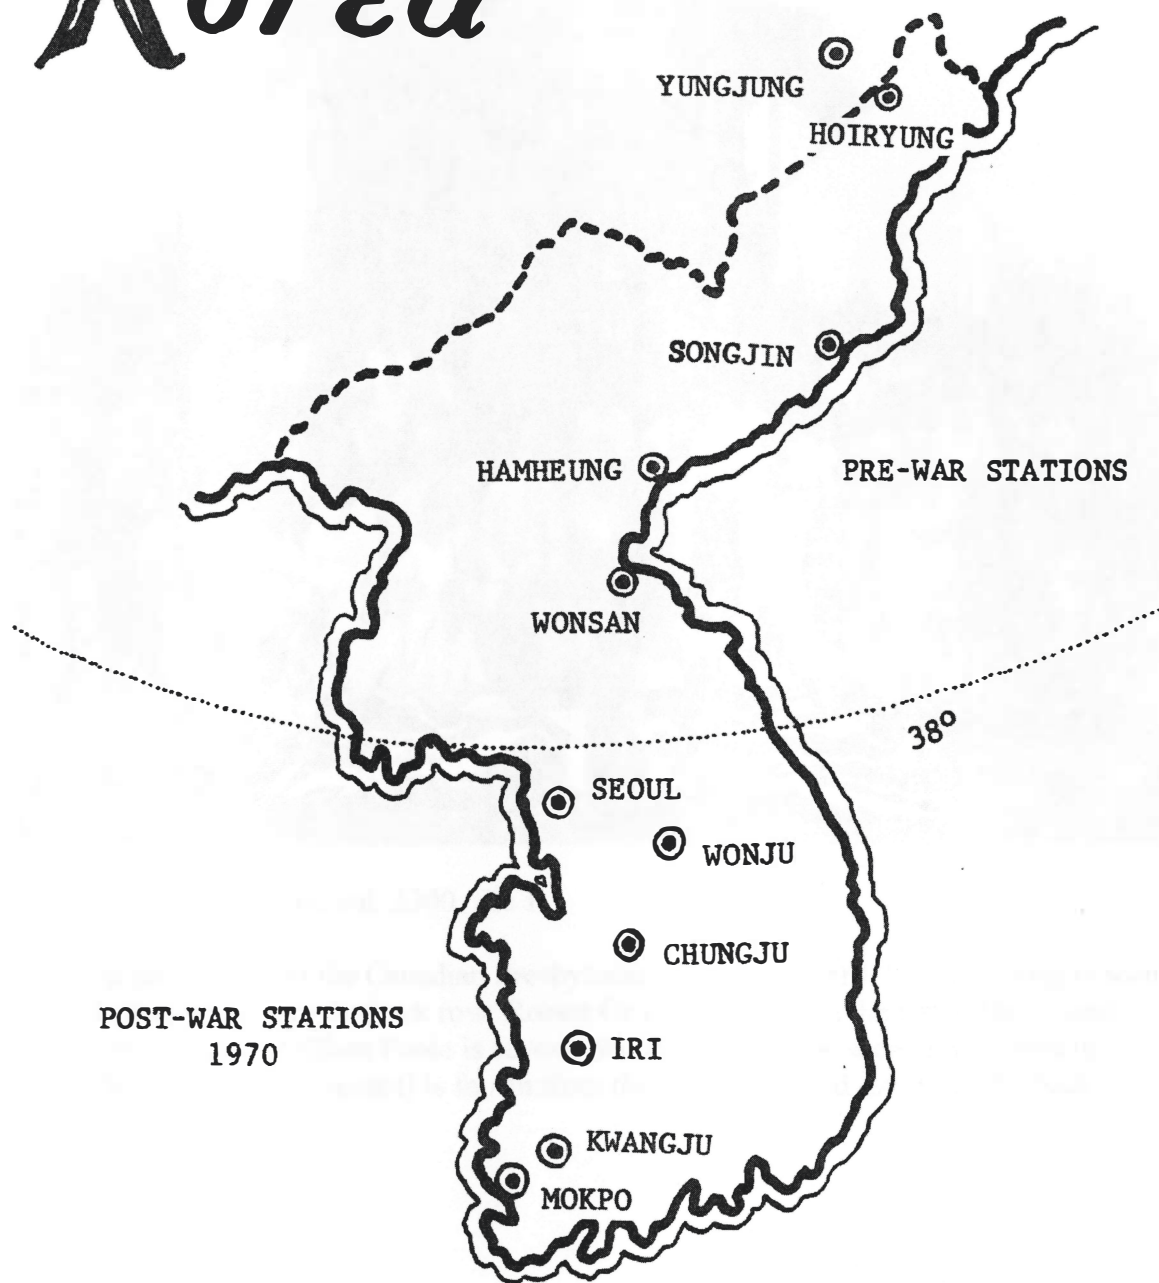 Korea
YUNGJUNG
HOIRYUNG
SONGJIN
HAMHEUNG
PRE-WAR STATIONS
WONSAN
38º
SEOUL
WONJU
CHUNGJU
POST-WAR STATIONS
1970
IRI
KWANGJU
MOKPO